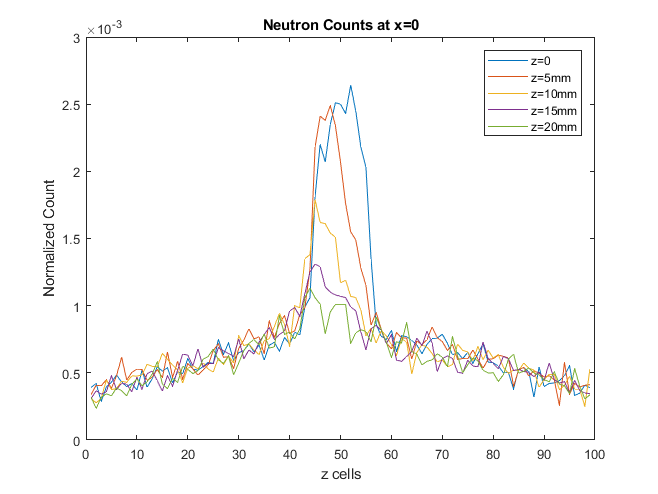 Neutron Counts at x=0
×10-3
3
2.5
2
1.5
1
0.5
0
Normalized Count
z=0
z=5mm
z=10mm
z=15mm
z=20mm
0 10 20 30 40 50 60 70 80 90 100
z cells